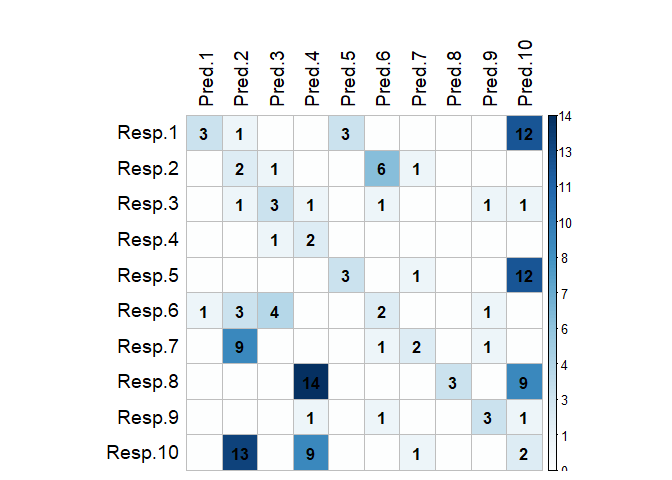 Pred.1 Pred.2 Pred.3 Pred.4 Pred.5 Pred.6 Pred.7 Pred.8 Pred.9 Pred.10
Resp.1 3 1 3 12
Resp.2 2 1 6 1
Resp.3 1 3 1 1 1 1
Resp.4 1 2
Resp.5 3 1 12
Resp.6 1 3 4 2 1
Resp.7 9 1 2 1
Resp.8 14 3 9
Resp.9 1 1 3 1
Resp.10 13 9 1 2
14
13
11
10
8
7
6
4
3
1
0